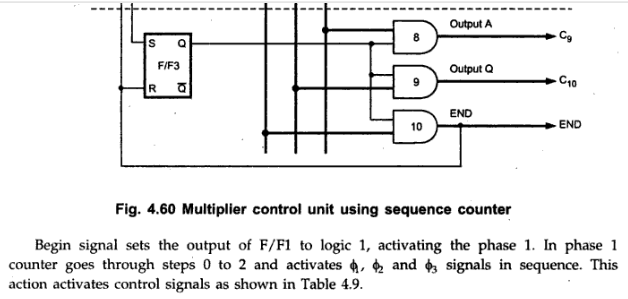 Output A
8
C9
S Q
F/F3
Output Q
9
C10
R Q̅
END
10
END
Fig. 4.60 Multiplier control unit using sequence counter
Begin signal sets the output of F/F1 to logic 1, activating the phase 1. In phase 1
counter goes through steps 0 to 2 and activates ϕ₁, ϕ₂ and ϕ₃ signals in sequence. This
action activates control signals as shown in Table 4.9.